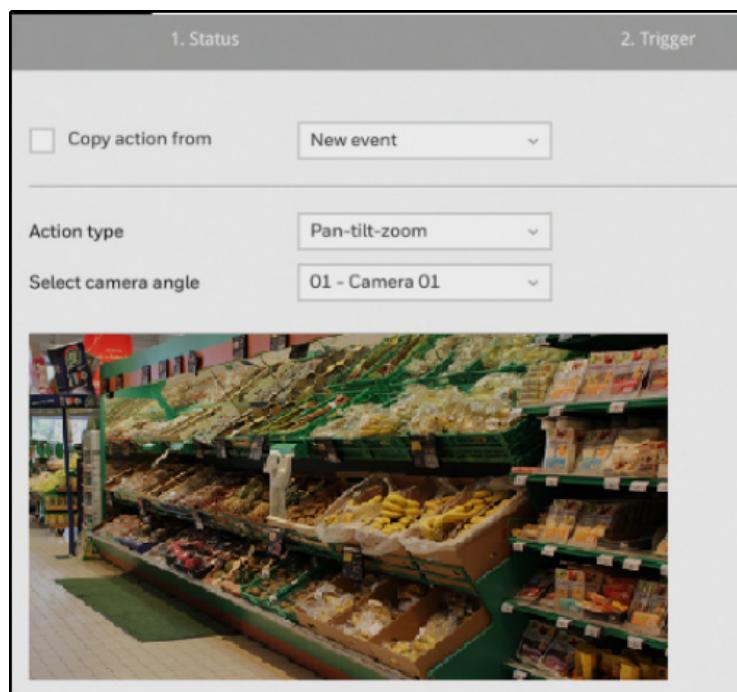 1. Status
2. Trigger
Copy action from
New event
Action type
Pan-tilt-zoom
Select camera angle
01 - Camera 01